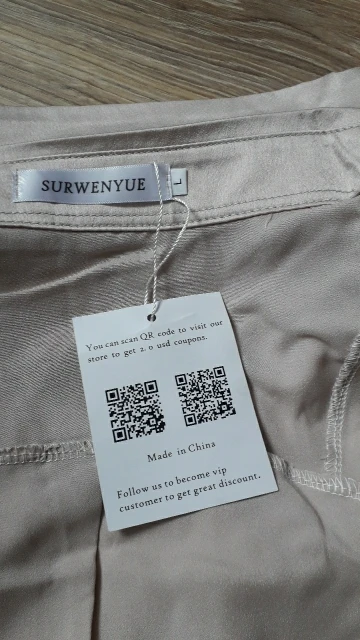 SURWENYUE
L
You can scan QR code to visit our
store to get 2.0 usd coupons.
Made in China
Follow us to become vip
customer to get great discount.